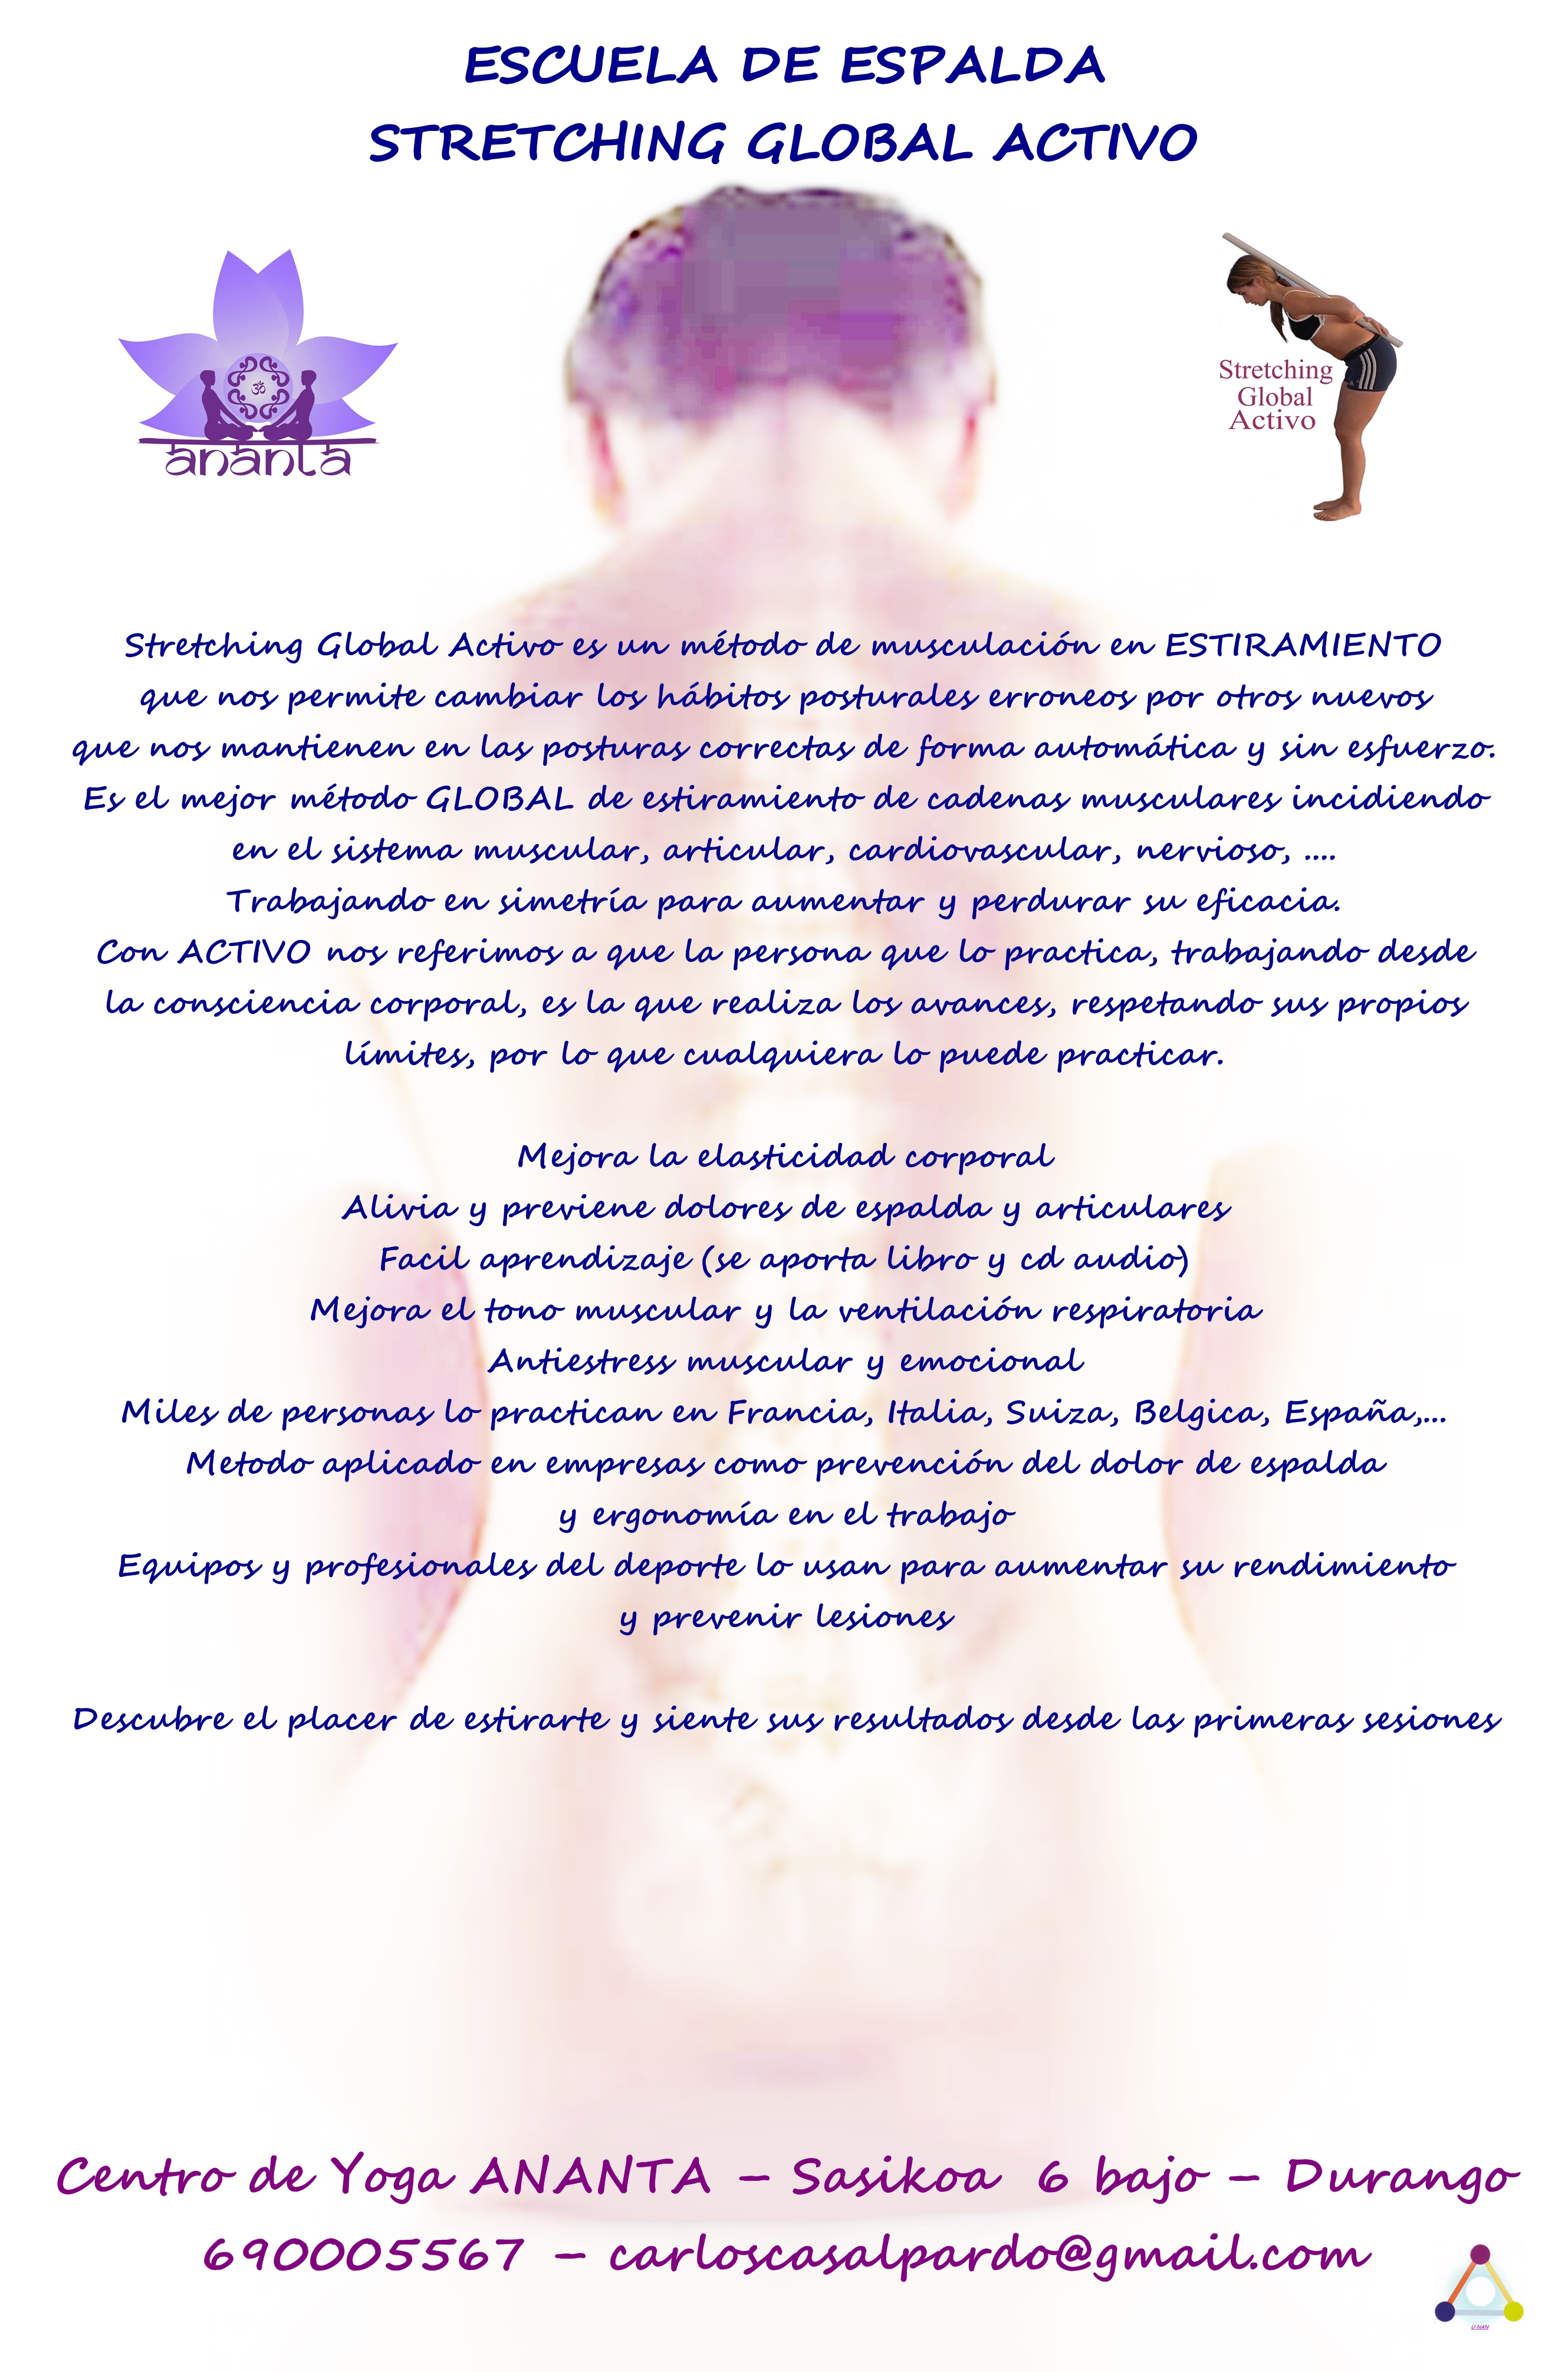 ESCUELA DE ESPALDA
STRETCHING GLOBAL ACTIVO
ॐ
ananta
Stretching
Global
Activo
Stretching Global Activo es un método de musculación en ESTIRAMIENTO
que nos permite cambiar los hábitos posturales erroneos por otros nuevos
que nos mantienen en las posturas correctas de forma automática y sin esfuerzo.
Es el mejor método GLOBAL de estiramiento de cadenas musculares incidiendo
en el sistema muscular, articular, cardiovascular, nervioso, ....
Trabajando en simetría para aumentar y perdurar su eficacia.
Con ACTIVO nos referimos a que la persona que lo practica, trabajando desde
la consciencia corporal, es la que realiza los avances, respetando sus propios
límites, por lo que cualquiera lo puede practicar.
Mejora la elasticidad corporal
Alivia y previene dolores de espalda y articulares
Facil aprendizaje (se aporta libro y cd audio)
Mejora el tono muscular y la ventilación respiratoria
Antiestress muscular y emocional
Miles de personas lo practican en Francia, Italia, Suiza, Belgica, España,...
Metodo aplicado en empresas como prevención del dolor de espalda
y ergonomía en el trabajo
Equipos y profesionales del deporte lo usan para aumentar su rendimiento
y prevenir lesiones
Descubre el placer de estirarte y siente sus resultados desde las primeras sesiones
Centro de Yoga ANANTA – Sasikoa 6 bajo – Durango
690005567 – carloscasalpardo@gmail.com
U-NAN